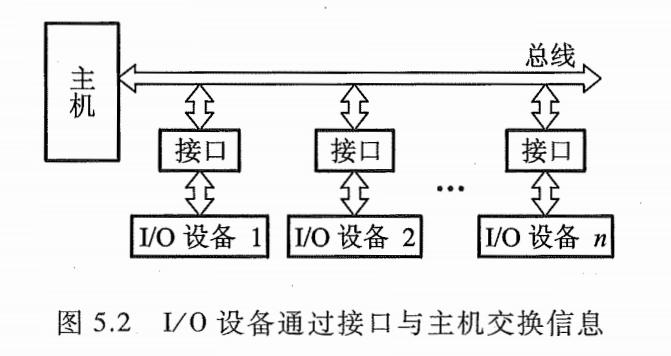 总线
主机
接口 接口 接口
…
I/O 设备 1 I/O 设备 2 I/O 设备 n
图 5.2 I/O 设备通过接口与主机交换信息